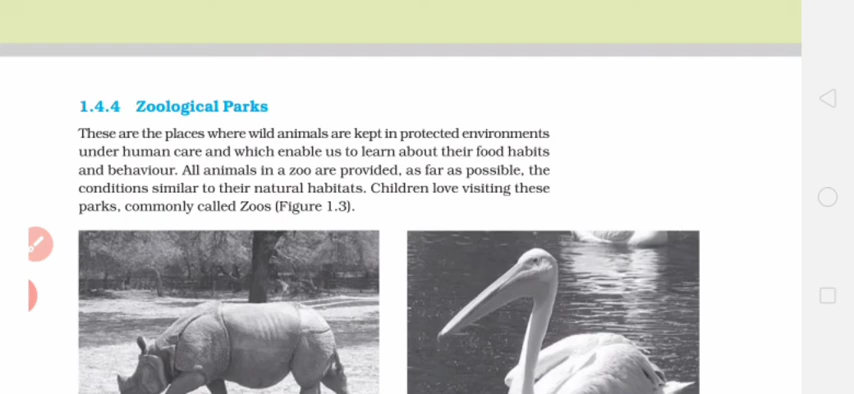 1.4.4 Zoological Parks
These are the places where wild animals are kept in protected environments
under human care and which enable us to learn about their food habits
and behaviour. All animals in a zoo are provided, as far as possible, the
conditions similar to their natural habitats. Children love visiting these
parks, commonly called Zoos (Figure 1.3).